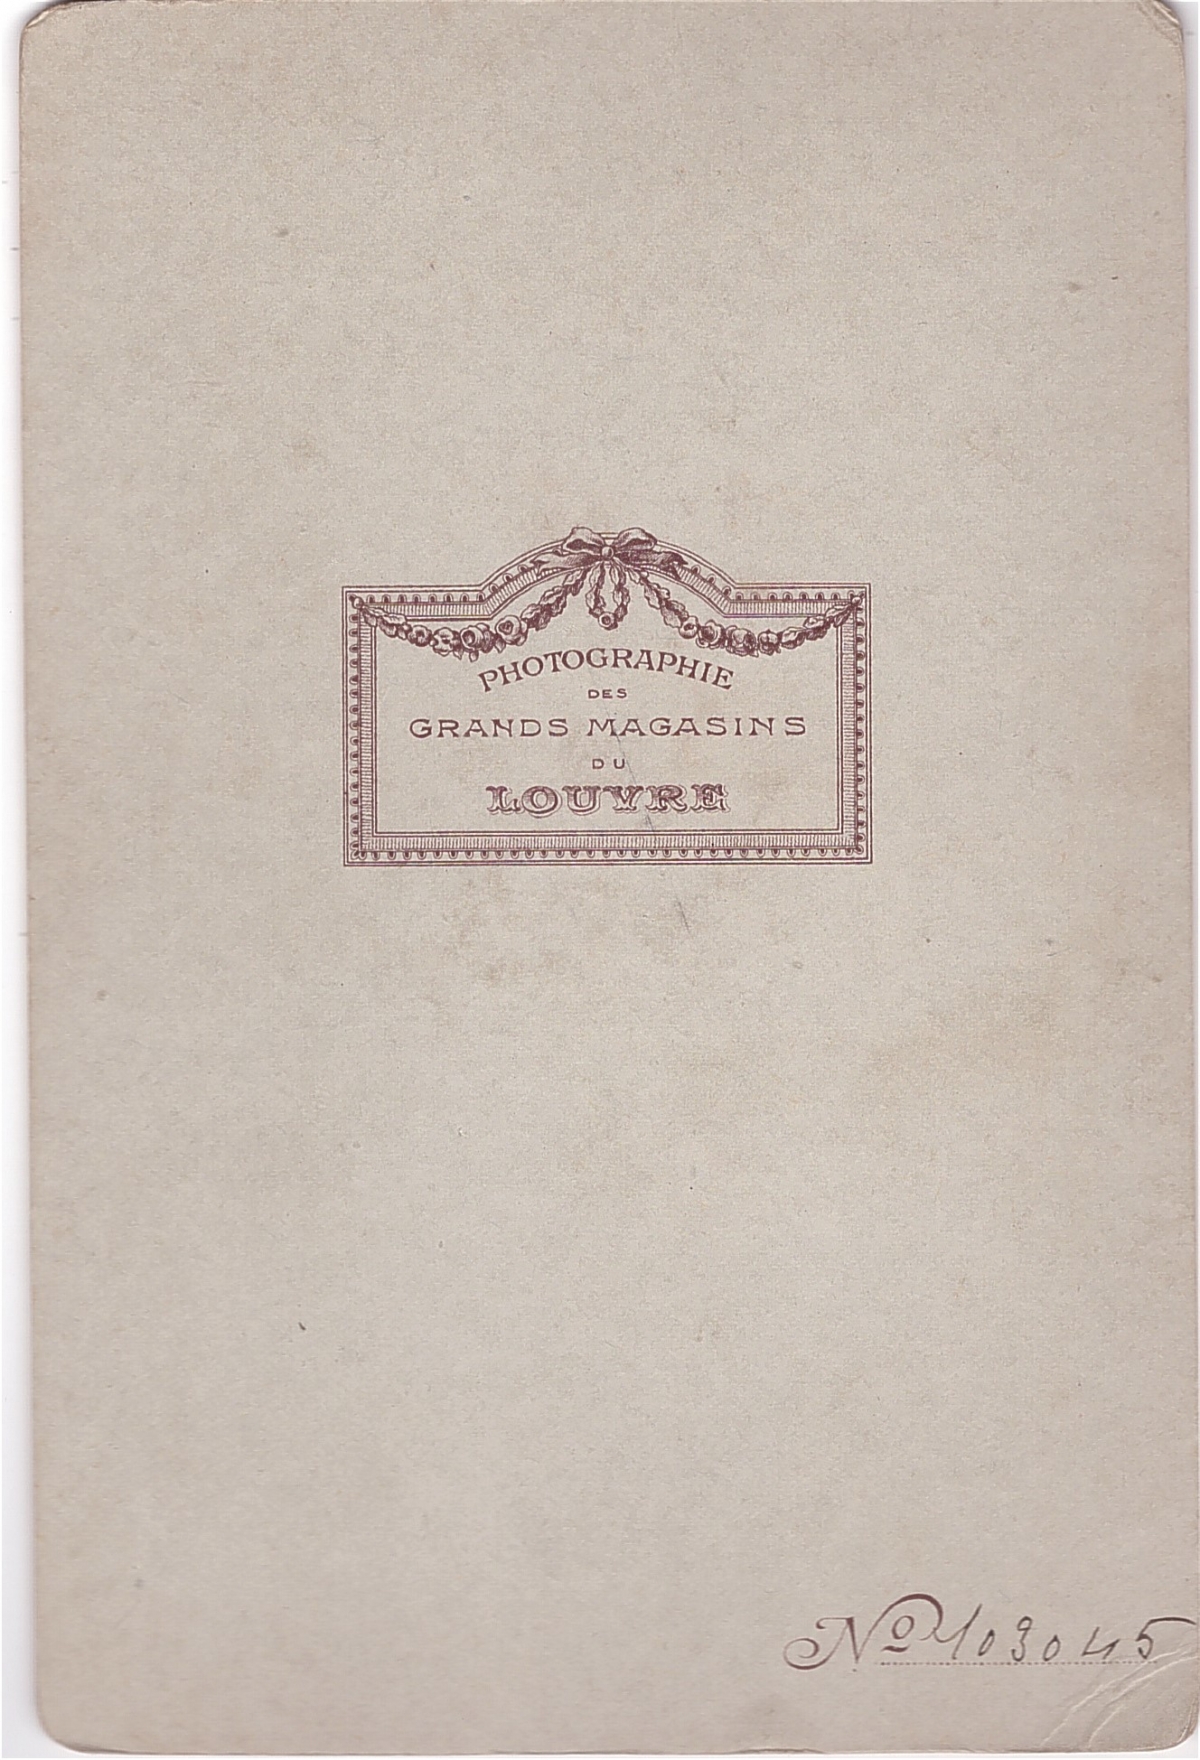 PHOTOGRAPHIE
DES
GRANDS MAGASINS
DU
LOUVRE
No 103045